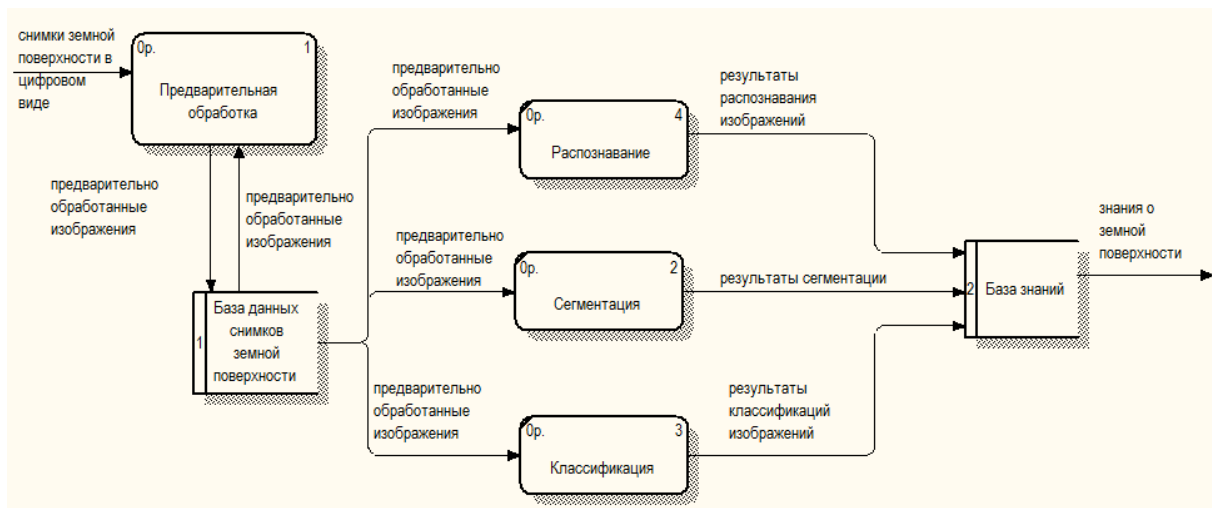 снимки земной
поверхности в
цифровом
виде
0р.
1
Предварительная
обработка
предварительно
обработанные
изображения
предварительно
обработанные
изображения
1
База данных
снимков
земной
поверхности
предварительно
обработанные
изображения
0р.
4
Распознавание
результаты
распознавания
изображений
предварительно
обработанные
изображения
0р.
2
Сегментация
результаты сегментации
предварительно
обработанные
изображения
0р.
3
Классификация
результаты
классификаций
изображений
2
База знаний
знания о
земной
поверхности